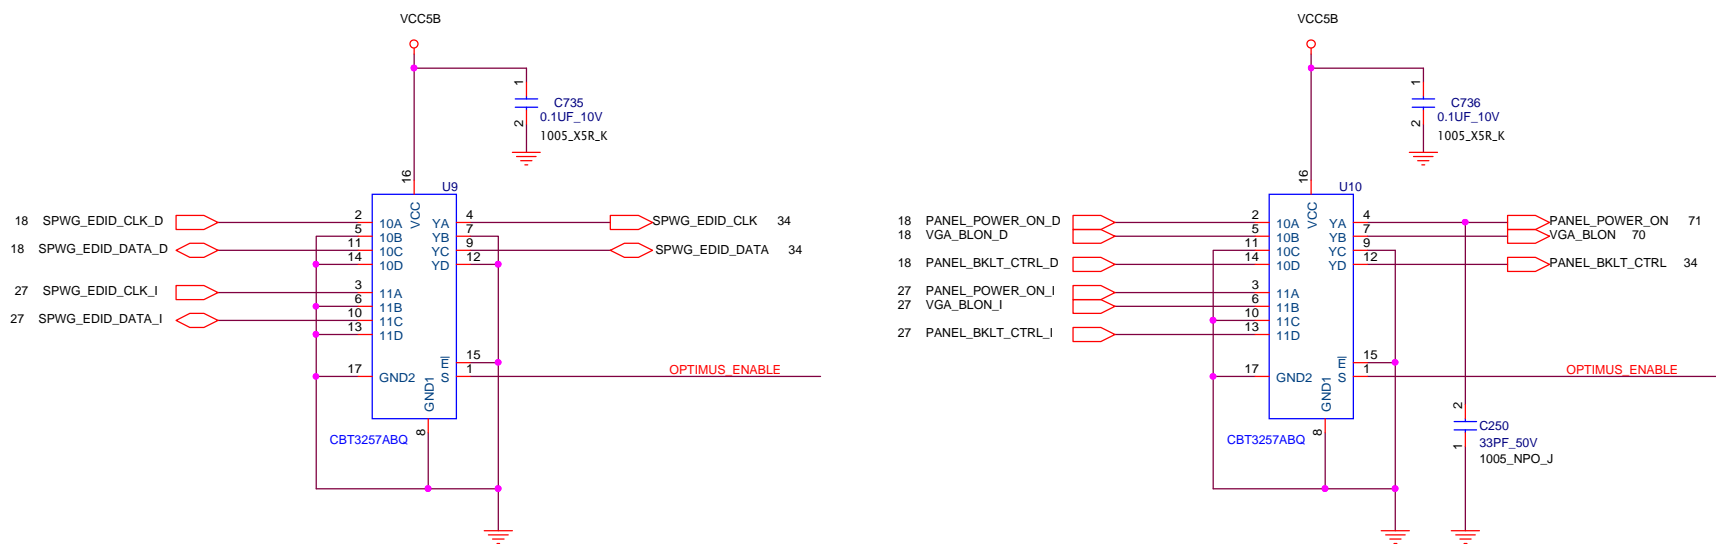 VCC5B
1
C735
0.1UF_10V
2
1005_X5R_K
16
U9
VCC
18 SPWG_EDID_CLK_D
2
10A
YA
4
SPWG_EDID_CLK 34
5
10B
YB
7
18 SPWG_EDID_DATA_D
11
10C
YC
9
SPWG_EDID_DATA 34
14
10D
YD
12
27 SPWG_EDID_CLK_I
3
11A
6
11B
27 SPWG_EDID_DATA_I
10
11C
13
11D
E
15
17
GND2
S
1
OPTIMUS_ENABLE
GND1
8
CBT3257ABQ
VCC5B
1
C736
0.1UF_10V
2
1005_X5R_K
16
U10
VCC
18 PANEL_POWER_ON_D
2
10A
YA
4
PANEL_POWER_ON 71
18 VGA_BLON_D
5
10B
YB
7
VGA_BLON 70
11
10C
YC
9
18 PANEL_BKLT_CTRL_D
14
10D
YD
12
PANEL_BKLT_CTRL 34
27 PANEL_POWER_ON_I
3
11A
27 VGA_BLON_I
6
11B
10
11C
27 PANEL_BKLT_CTRL_I
13
11D
E
15
17
GND2
S
1
OPTIMUS_ENABLE
GND1
8
CBT3257ABQ
2
C250
33PF_50V
1
1005_NPO_J